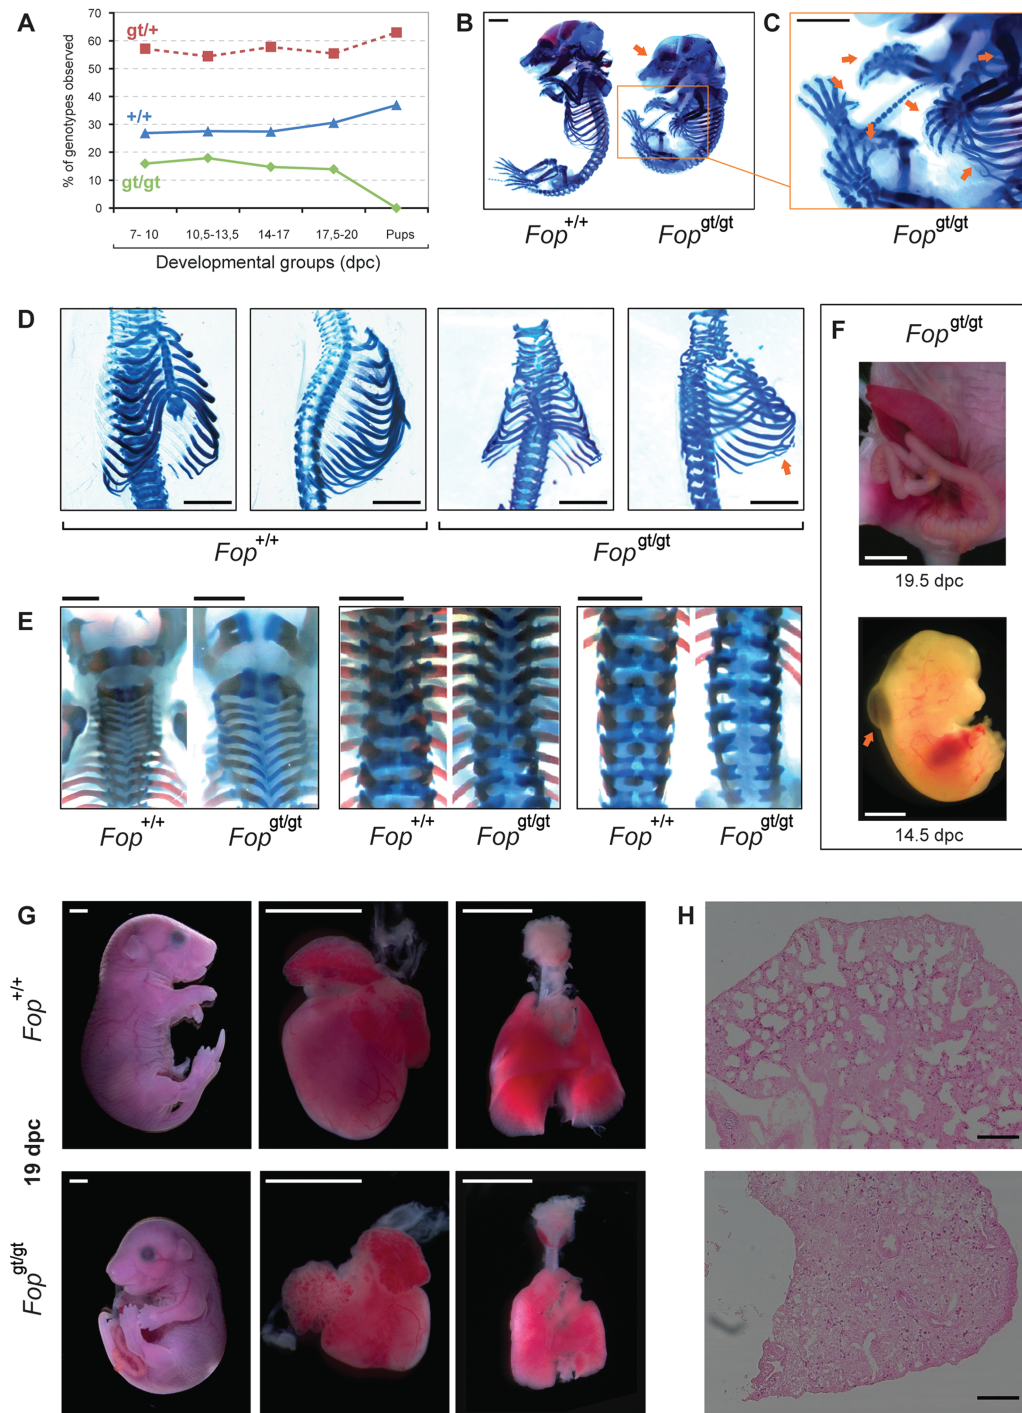 A
% of genotypes observed
70
60
50
40
30
20
10
0
gt/+
+/+
gt/gt
7- 10
10,5-13,5
14-17
17,5-20
Pups
Developmental groups (dpc)
B
Fop+/+
Fopgt/gt
C
Fopgt/gt
D
Fop+/+
Fopgt/gt
E
Fop+/+
Fopgt/gt
Fop+/+
Fopgt/gt
Fop+/+
Fopgt/gt
F
Fopgt/gt
19.5 dpc
14.5 dpc
G
19 dpc
Fop+/+
Fopgt/gt
H